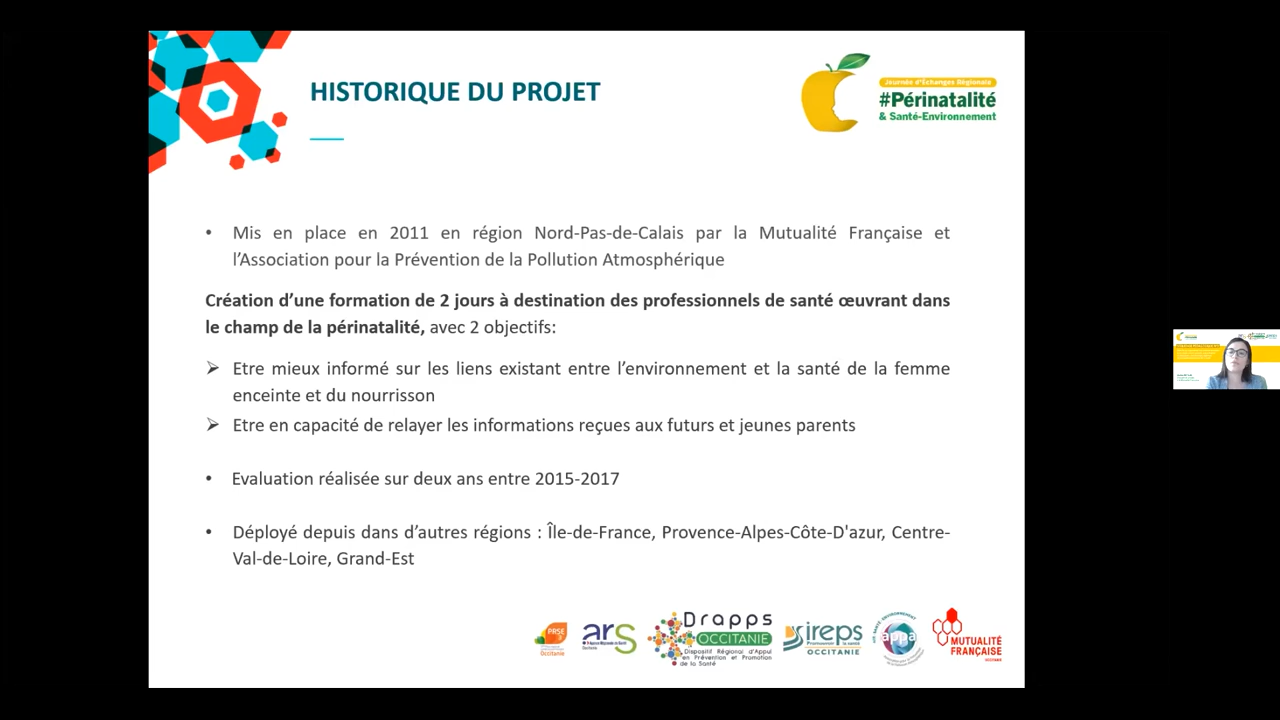 HISTORIQUE DU PROJET
Journée d'Échanges Régionale
#Périnatalité
& Santé-Environnement
• Mis en place en 2011 en région Nord-Pas-de-Calais par la Mutualité Française et
l'Association pour la Prévention de la Pollution Atmosphérique
Création d'une formation de 2 jours à destination des professionnels de santé œuvrant dans
le champ de la périnatalité, avec 2 objectifs:
➢ Etre mieux informé sur les liens existant entre l'environnement et la santé de la femme
enceinte et du nourrisson
➢ Etre en capacité de relayer les informations reçues aux futurs et jeunes parents
• Evaluation réalisée sur deux ans entre 2015-2017
• Déployé depuis dans d'autres régions : Île-de-France, Provence-Alpes-Côte-D'azur, Centre-
Val-de-Loire, Grand-Est
PRSE
Occitanie
ars
Drapps
OCCITANIE
Dispositif Régional d'Appui
en Prévention et Promotion
de la Santé
ireps
OCCITANIE
appa
MUTUALITÉ
FRANÇAISE
OCCITANIE